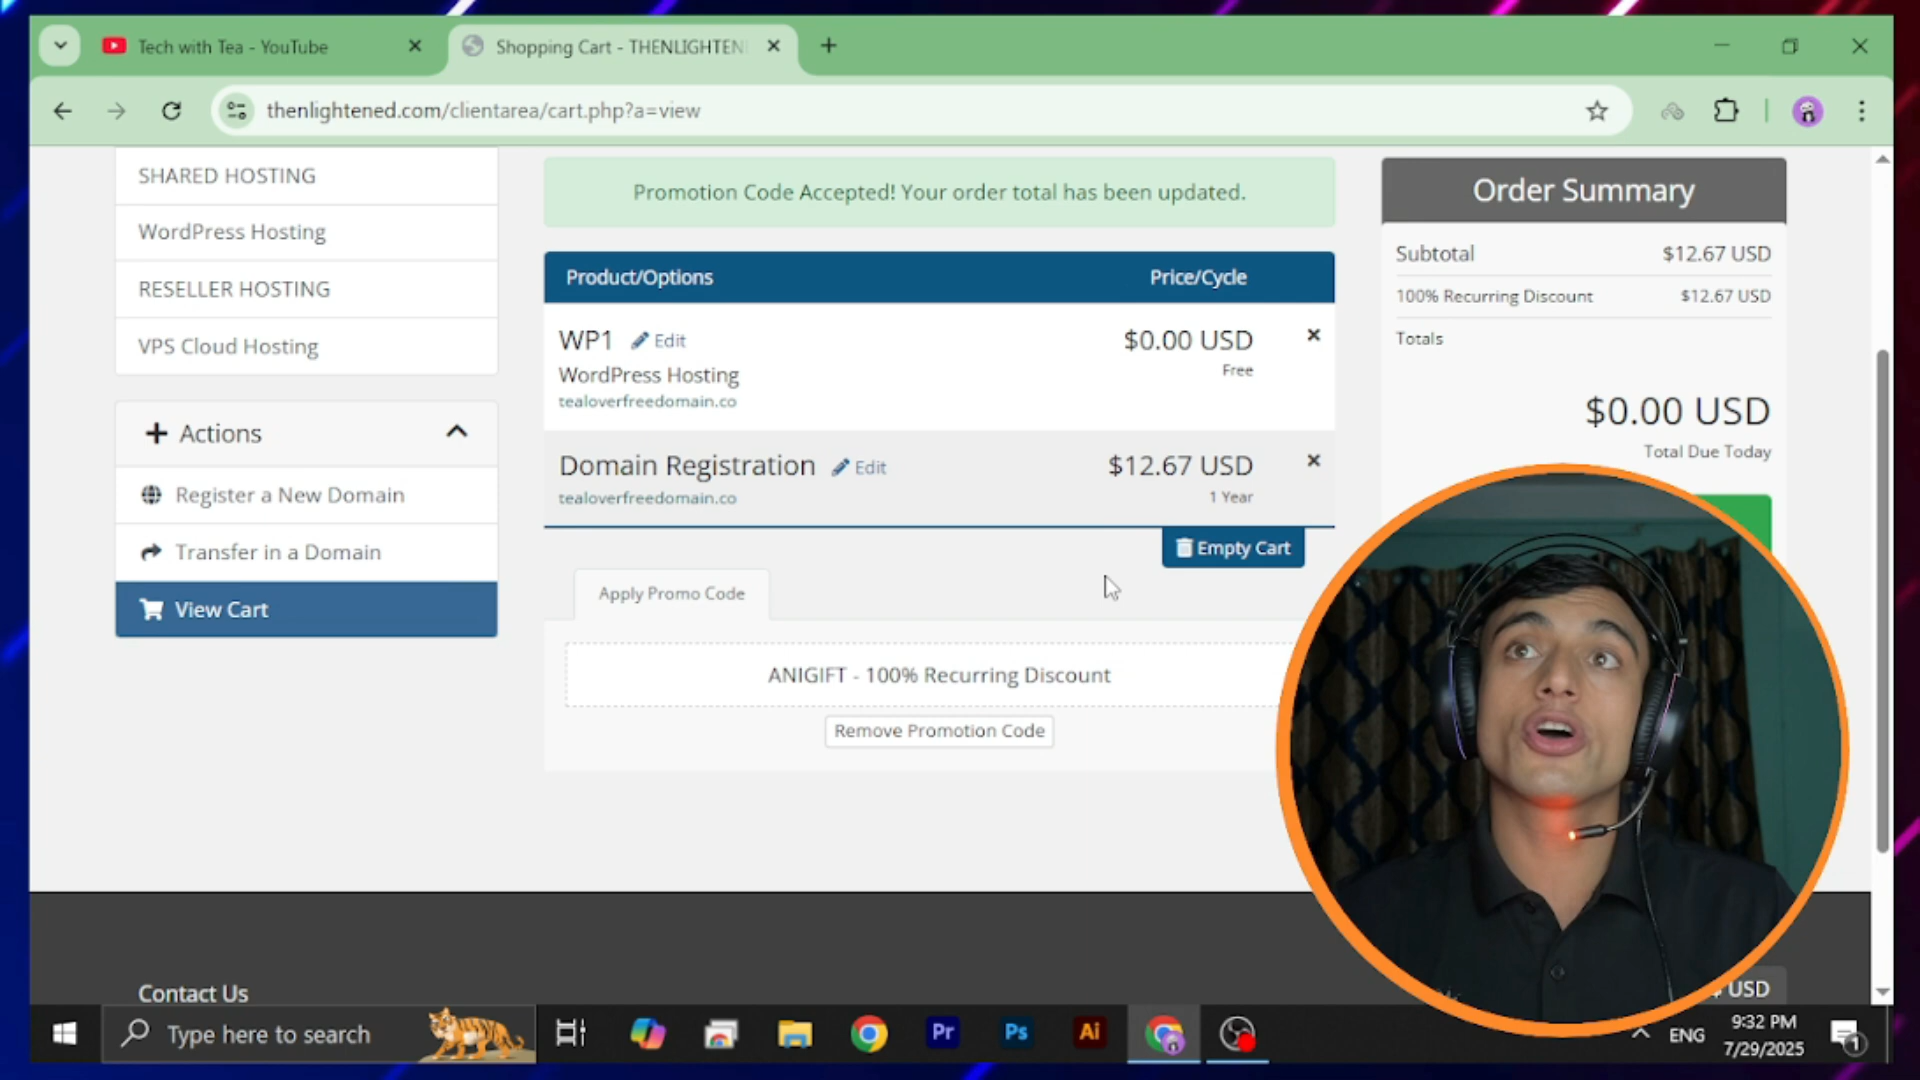 Tech with Tea - YouTube
Shopping Cart - THENLIGHTEN
thenlightened.com/clientarea/cart.php?a=view
SHARED HOSTING
WordPress Hosting
RESELLER HOSTING
VPS Cloud Hosting
Actions
Register a New Domain
Transfer in a Domain
View Cart
Promotion Code Accepted! Your order total has been updated.
Product/Options Price/Cycle
WP1 Edit $0.00 USD
WordPress Hosting Free
tealoverfreedomain.co
Domain Registration Edit $12.67 USD
tealoverfreedomain.co 1 Year
Empty Cart
Apply Promo Code
ANIGIFT - 100% Recurring Discount
Remove Promotion Code
Order Summary
Subtotal $12.67 USD
100% Recurring Discount $12.67 USD
Totals
$0.00 USD
Total Due Today
Contact Us
USD
Type here to search
Pr
Ps
Ai
ENG
9:32 PM
7/29/2025
1